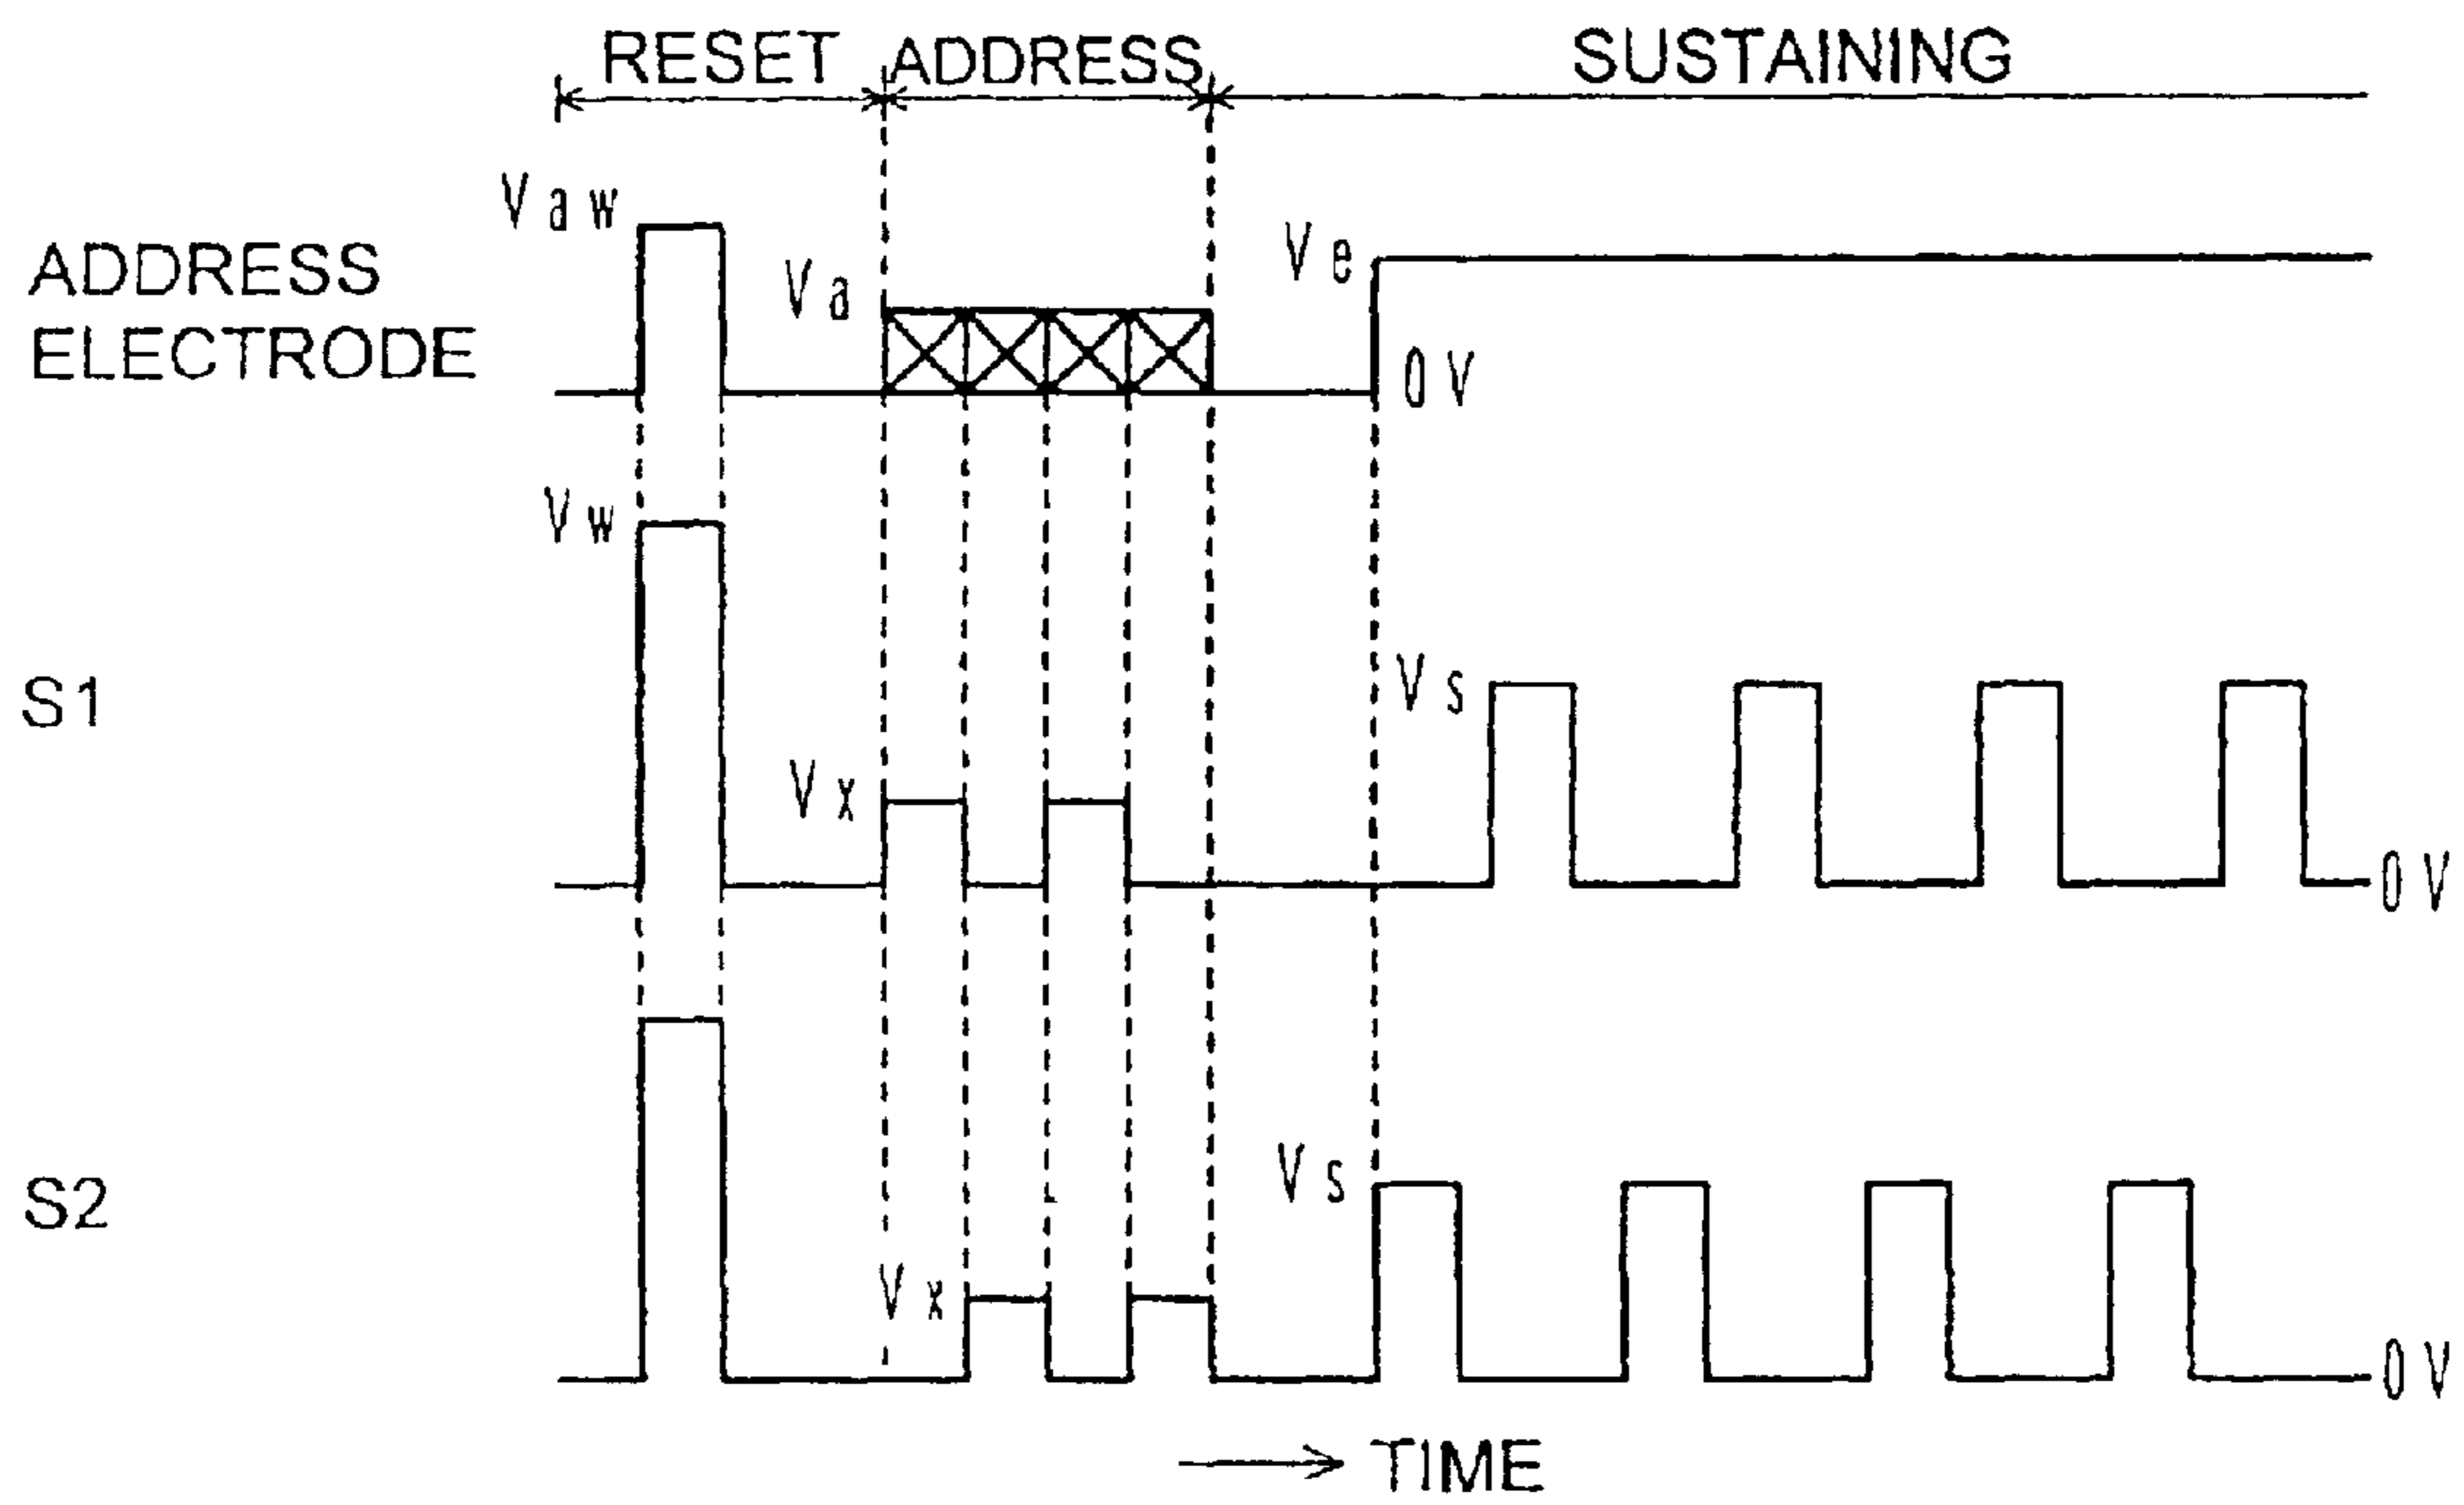 RESET ADDRESS SUSTAINING
Vaw
ADDRESS
ELECTRODE
Va
Ve
0V
Vw
S1
Vs
Vx
0V
S2
Vs
Vx
0V
TIME